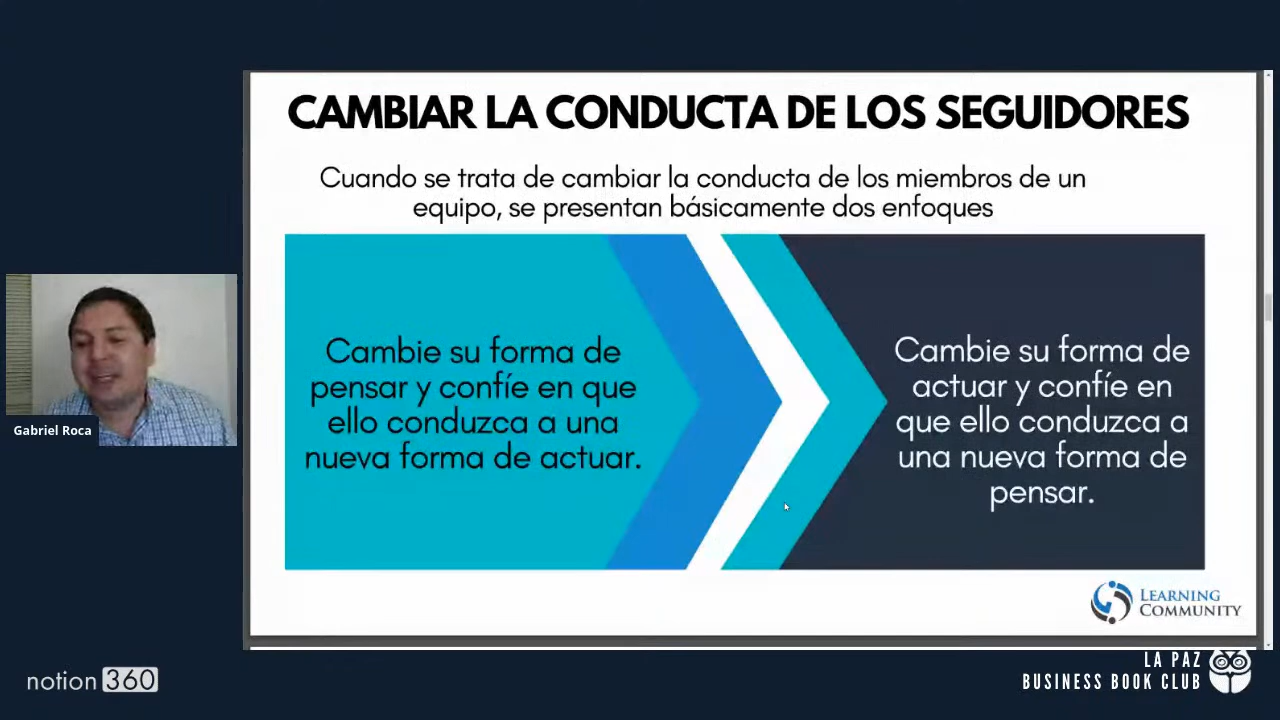 CAMBIAR LA CONDUCTA DE LOS SEGUIDORES
Cuando se trata de cambiar la conducta de los miembros de un
equipo, se presentan básicamente dos enfoques
Cambie su forma de
pensar y confíe en que
ello conduzca a una
nueva forma de actuar.
Cambie su forma de
actuar y confíe en
que ello conduzca a
una nueva forma de
pensar.
Gabriel Roca
LEARNING
COMMUNITY
notion 360
LA PAZ
BUSINESS BOOK CLUB